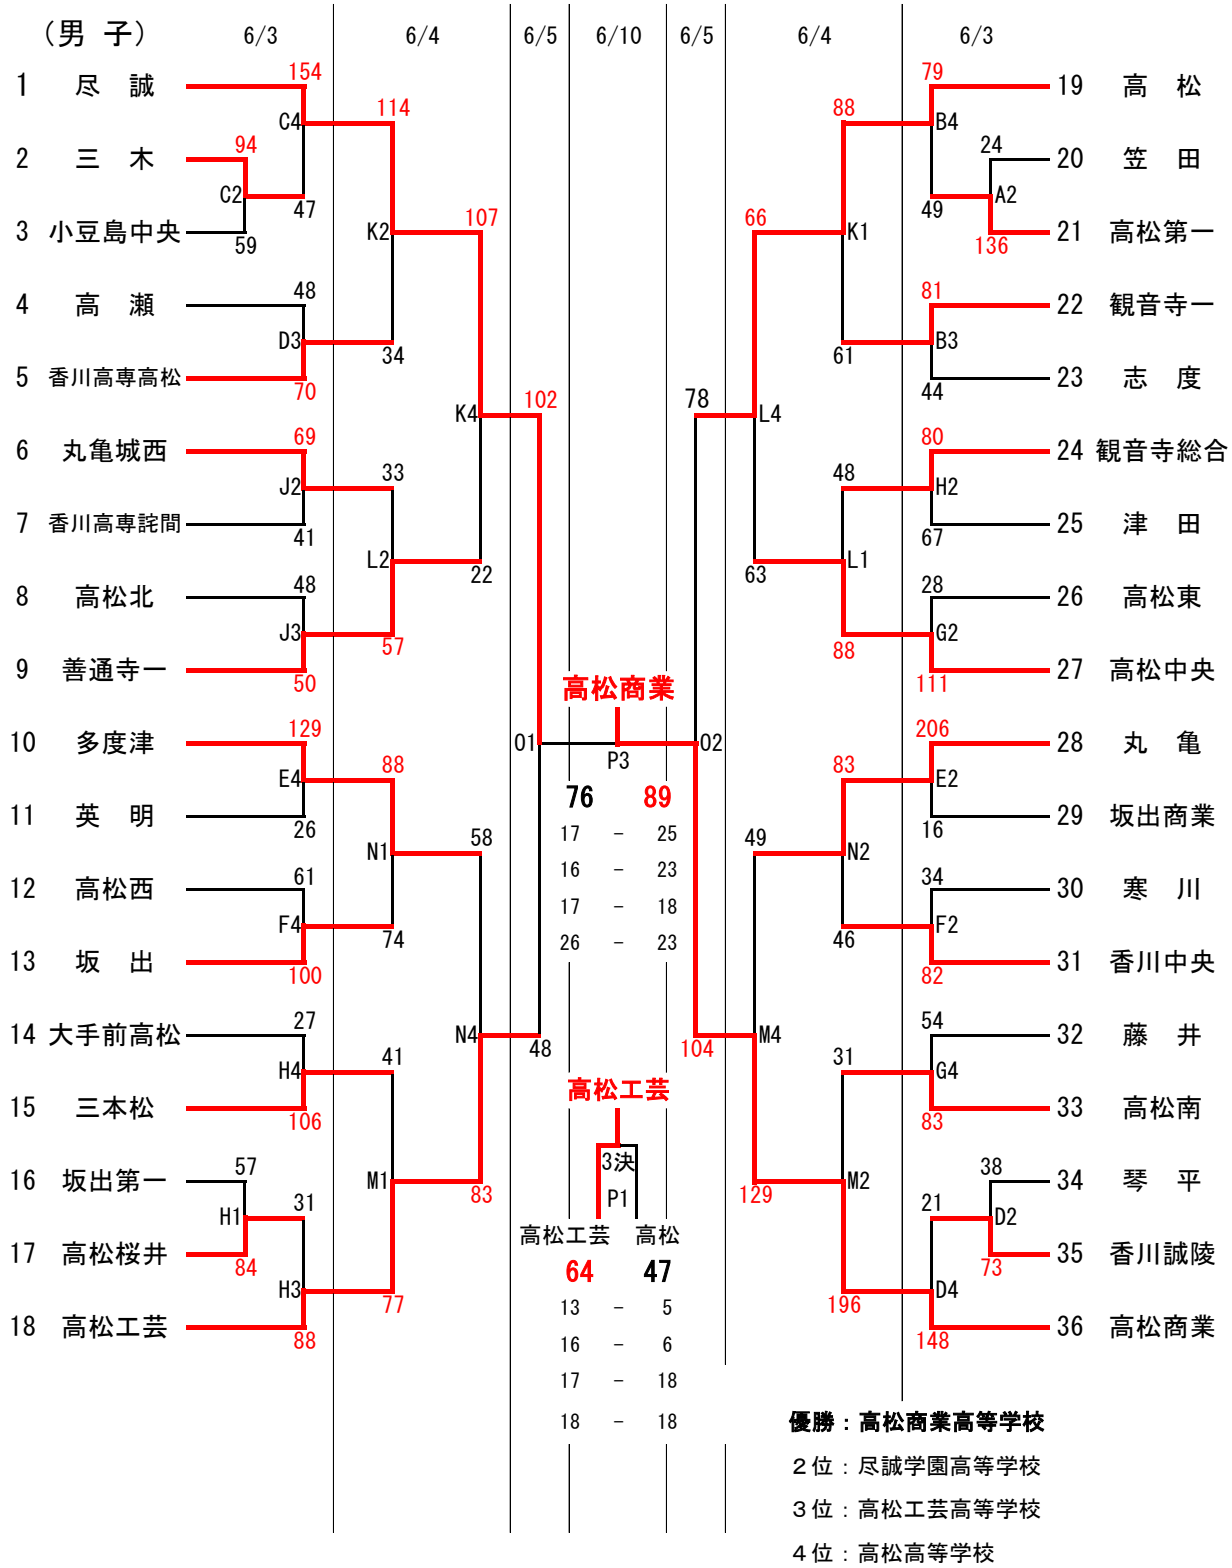 (男 子)
6/3 6/4 6/5 6/10 6/5 6/4 6/3
154 79
1 尽 誠 19 高 松
114 88
C4 B4
94 24
2 三 木 20 笠 田
C2 A2
47 49
107 66
3 小豆島中央 K2 K1 21 高松第一
59 136
48 81
4 高 瀬 22 観音寺一
D3 B3
34 61
5 香川高専高松 23 志 度
70 44
102 78
K4 L4
69 80
6 丸亀城西 24 観音寺総合
33 48
J2 H2
7 香川高専詫間 25 津 田
41 67
L2 L1
22 63
48 28
8 高松北 26 高松東
J3 G2
57 88
9 善通寺一 27 高松中央
50 111
高松商業
129 206
10 多度津 O1 O2 28 丸 亀
P3
88 83
E4 E2
76 89
11 英 明 29 坂出商業
26 16
17 - 25
58 49
N1 N2
16 - 23
61 34
12 高松西 30 寒 川
17 - 18
F4 F2
74 46
26 - 23
13 坂 出 31 香川中央
100 82
27 54
14 大手前高松 N4 M4 32 藤 井
48 104
41 31
H4 G4
高松工芸
15 三本松 33 高松南
106 83
3決
57 38
16 坂出第一 M1 M2 34 琴 平
P1
83 129
31 21
H1 D2
高松工芸 高松
17 高松桜井 35 香川誠陵
84 73
64 47
H3 D4
77 196
13 - 5
18 高松工芸 36 高松商業
88 148
16 - 6
17 - 18
18 - 18
優勝：高松商業高等学校
2位：尽誠学園高等学校
3位：高松工芸高等学校
4位：高松高等学校